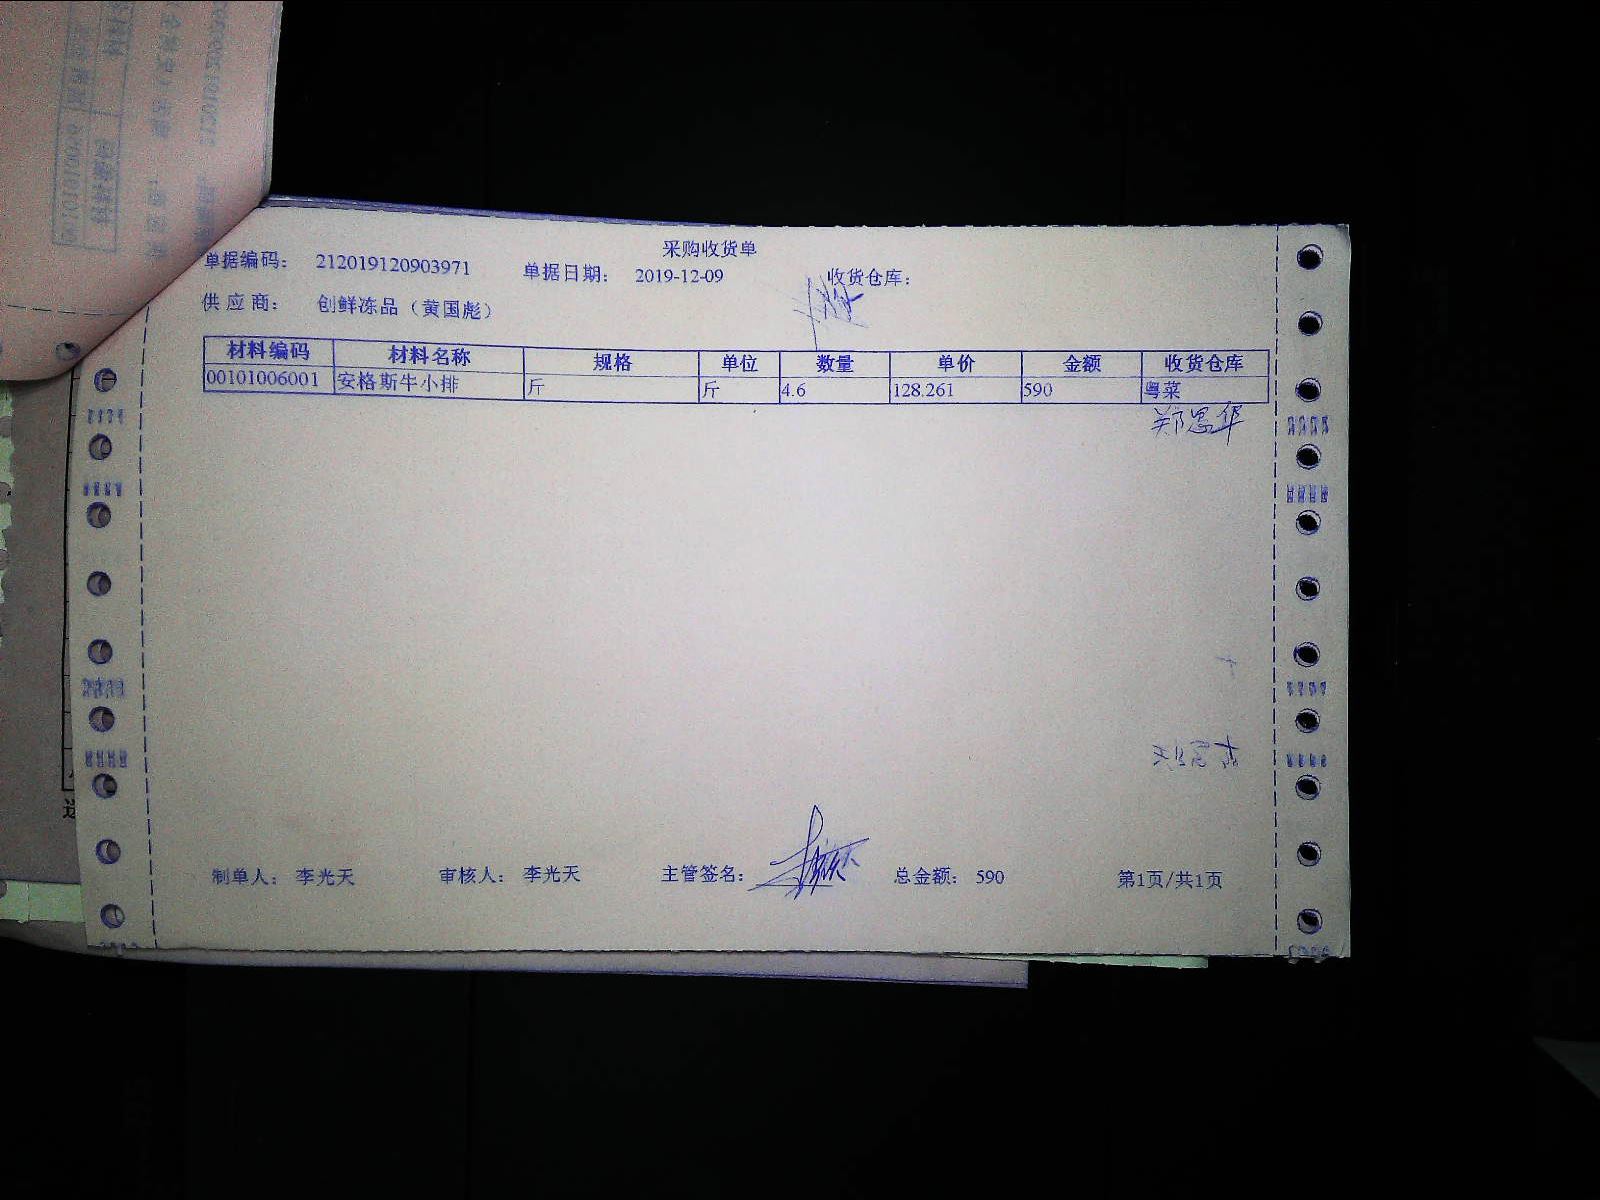 采购收货单
单据编码： 212019120903971 单据日期： 2019-12-09 收货仓库：
供应商： 创鲜冻品（黄国彪）
材料编码 材料名称 规格 单位 数量 单价 金额 收货仓库
00101006001 安格斯牛小排 斤 斤 4.6 128.261 590 粤菜
郑恩华
制单人： 李光天 审核人： 李光天 主管签名： 总金额： 590 第1页/共1页